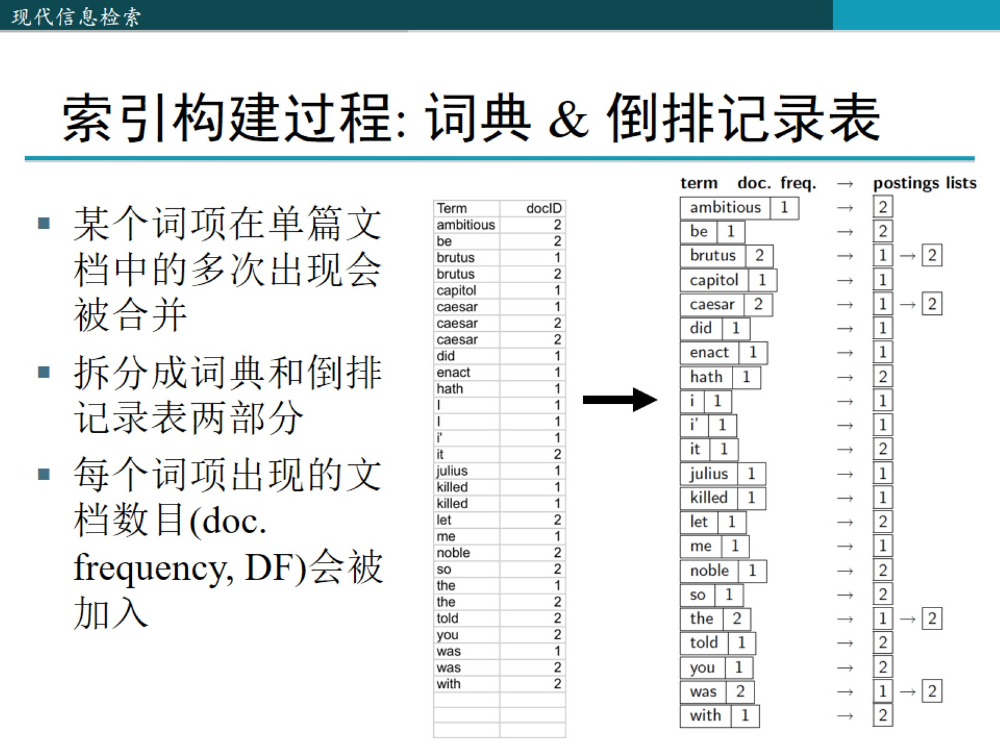 现代信息检索
索引构建过程: 词典 & 倒排记录表
某个词项在单篇文
档中的多次出现会
被合并
拆分成词典和倒排
记录表两部分
每个词项出现的文
档数目(doc.
frequency, DF)会被
加入
Term docID
ambitious 2
be 2
brutus 1
brutus 2
capitol 1
caesar 1
caesar 2
caesar 2
did 1
enact 1
hath 1
I 1
I 1
i' 1
it 2
julius 1
killed 1
killed 1
let 2
me 1
noble 2
so 2
the 1
the 2
told 2
you 2
was 1
was 2
with 2
term doc. freq. → postings lists
ambitious 1 → 2
be 1 → 2
brutus 2 → 1 → 2
capitol 1 → 1
caesar 2 → 1 → 2
did 1 → 1
enact 1 → 1
hath 1 → 2
i 1 → 1
i' 1 → 1
it 1 → 2
julius 1 → 1
killed 1 → 1
let 1 → 2
me 1 → 1
noble 1 → 2
so 1 → 2
the 2 → 1 → 2
told 1 → 2
you 1 → 2
was 2 → 1 → 2
with 1 → 2